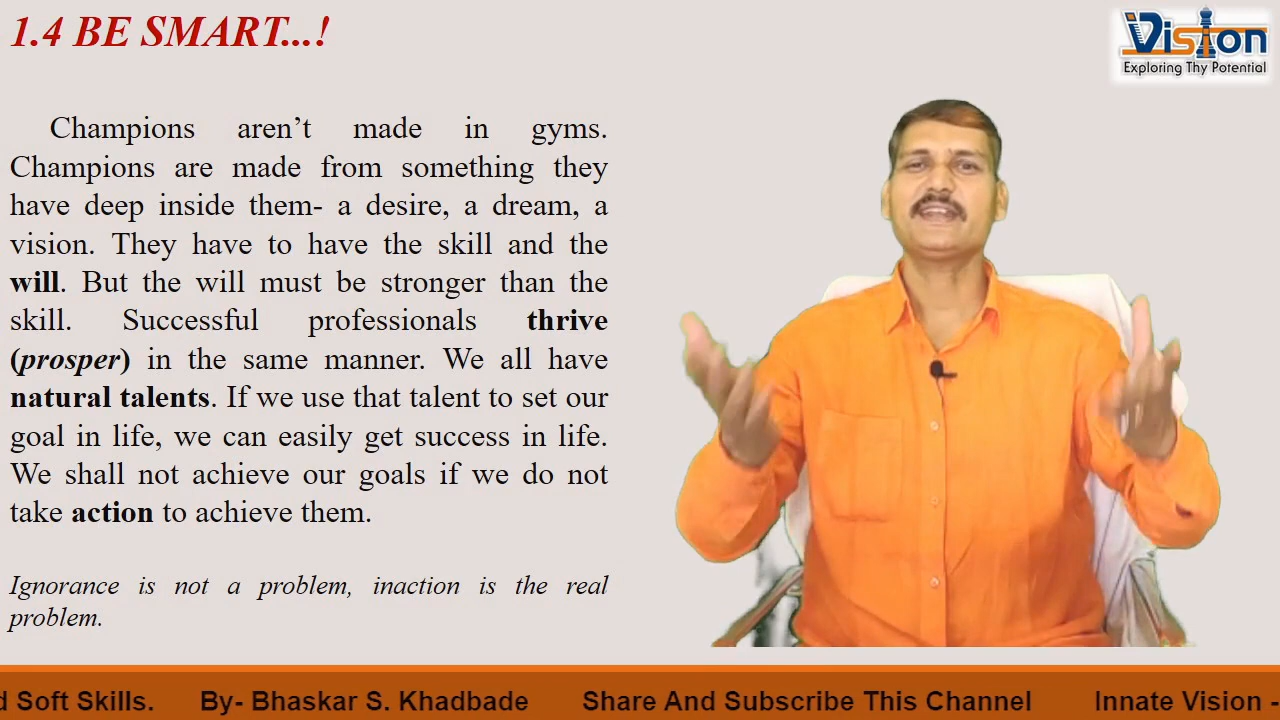 1.4 BE SMART...!
Vision
Exploring Thy Potential
Champions aren’t made in gyms.
Champions are made from something they
have deep inside them- a desire, a dream, a
vision. They have to have the skill and the
will. But the will must be stronger than the
skill. Successful professionals thrive
(prosper) in the same manner. We all have
natural talents. If we use that talent to set our
goal in life, we can easily get success in life.
We shall not achieve our goals if we do not
take action to achieve them.
Ignorance is not a problem, inaction is the real
problem.
d Soft Skills. By- Bhaskar S. Khadbade Share And Subscribe This Channel Innate Vision -